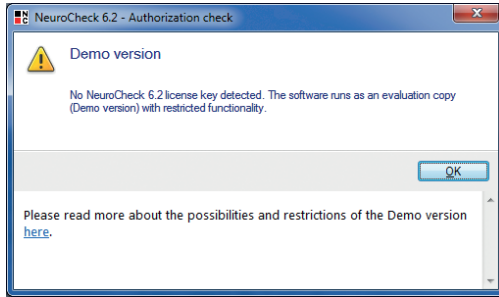 NeuroCheck 6.2 - Authorization check
Demo version
No NeuroCheck 6.2 license key detected. The software runs as an evaluation copy
(Demo version) with restricted functionality.
OK
Please read more about the possibilities and restrictions of the Demo version
here.